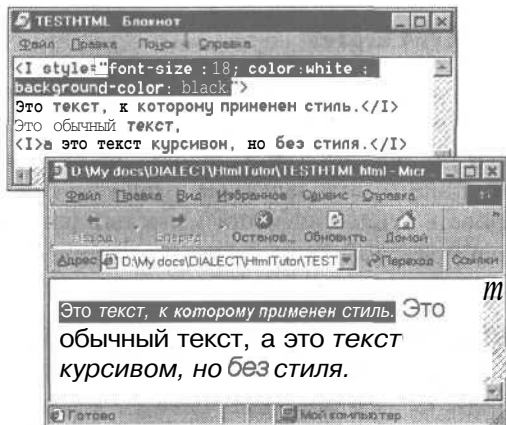 TESTHTML Блокнот
Файл Правка Поиск Справка
<I style="font-size : 18; color:white ;
background-color: black">
Это текст, к которому применен стиль.</I>
Это обычный текст,
<I>а это текст курсивом, но без стиля.</I>
D:\My docs\DIALECT\HtmlTutor\TESTHTML html - Micr
Файл Правка Вид Избранное Сервис Справка
Назад Вперед Останов... Обновить Домой
Адрес D:\My docs\DIALECT\HtmlTutor\TEST Переход Ссылки
Это текст, к которому применен стиль. Это
обычный текст, а это текст
курсивом, но без стиля.
m
Готово Мой компьютер